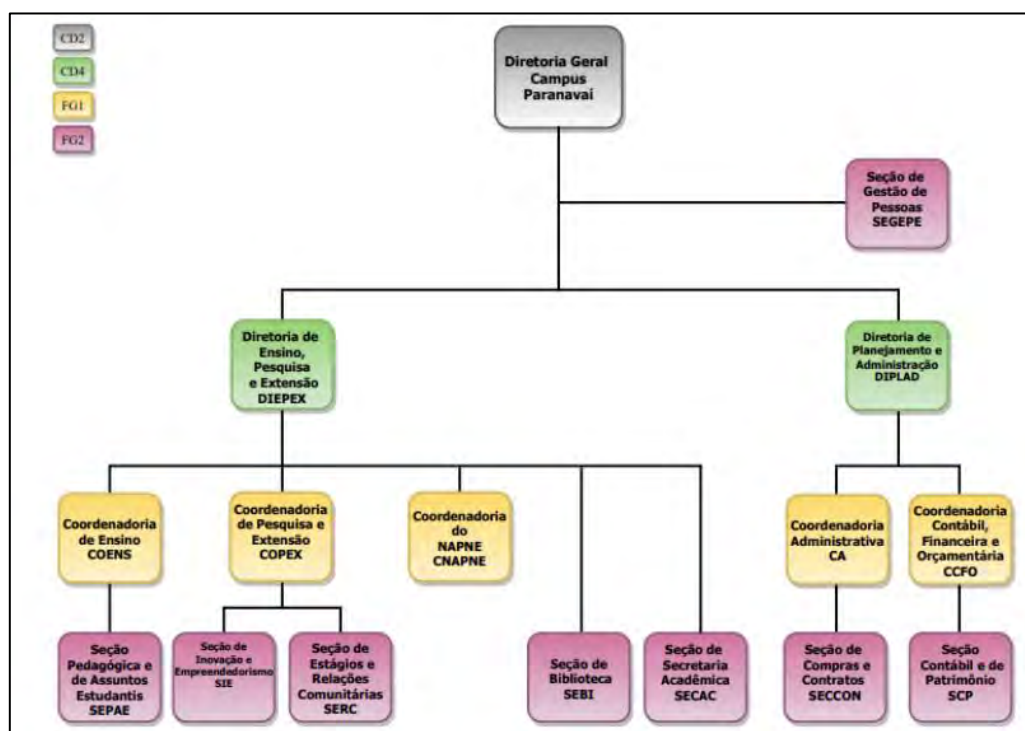 CD2
CD4
FG1
FG2
Diretoria Geral
Campus
Paranavai
Seção de
Gestão de
Pessoas
SEGEPE
Diretoria de
Ensino,
Pesquisa
e Extensão
DIEPEX
Diretoria de
Planejamento e
Administração
DIPLAD
Coordenadoria
de Ensino
COENS
Coordenadoria
de Pesquisa e
Extensão
COPEX
Coordenadoria
do
NAPNE
CNAPNE
Coordenadoria
Administrativa
CA
Coordenadoria
Contábil,
Financeira e
Orçamentária
CCFO
Seção
Pedagógica e
de Assuntos
Estudantis
SEPAE
Seção de
Inovação e
Empreendedorismo
SIE
Seção de
Estágios e
Relações
Comunitárias
SERC
Seção de
Biblioteca
SEBI
Seção de
Secretaria
Acadêmica
SECAC
Seção de
Compras e
Contratos
SECCON
Seção
Contábil e de
Patrimônio
SCP